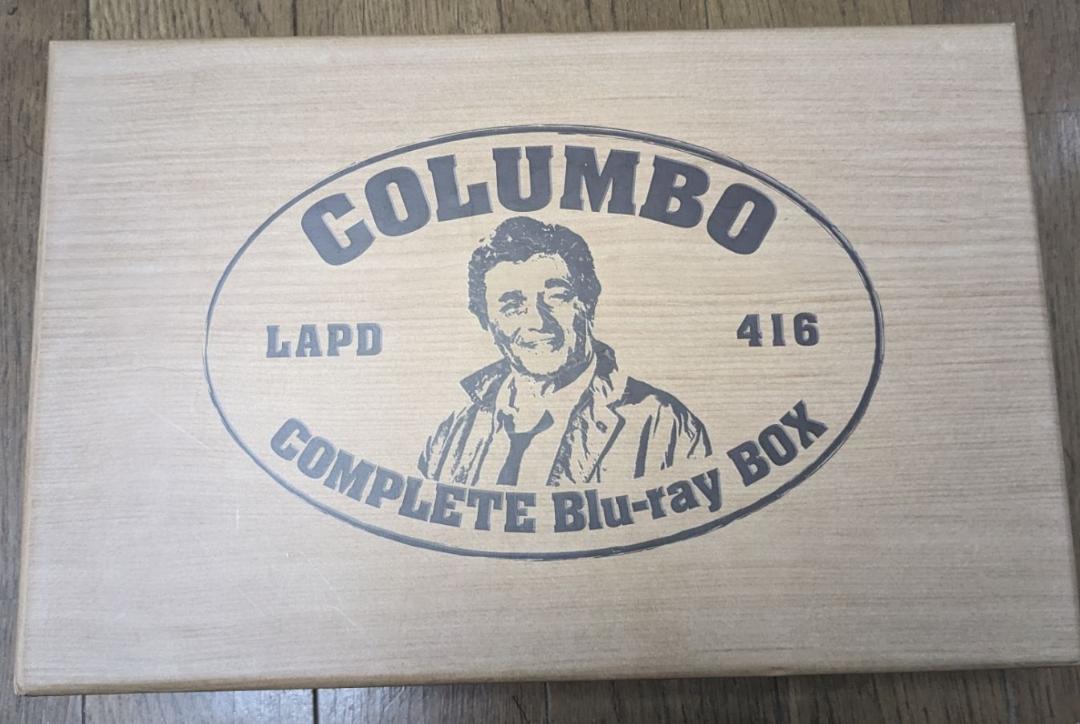 COLUMBO
LAPD
416
COMPLETE Blu-ray BOX